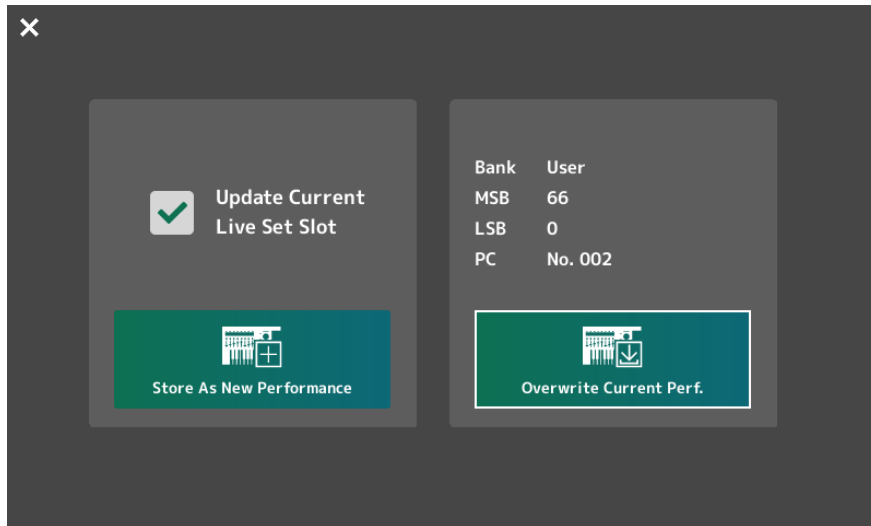 Update Current
Live Set Slot
Store As New Performance
Bank User
MSB 66
LSB 0
PC No. 002
Overwrite Current Perf.